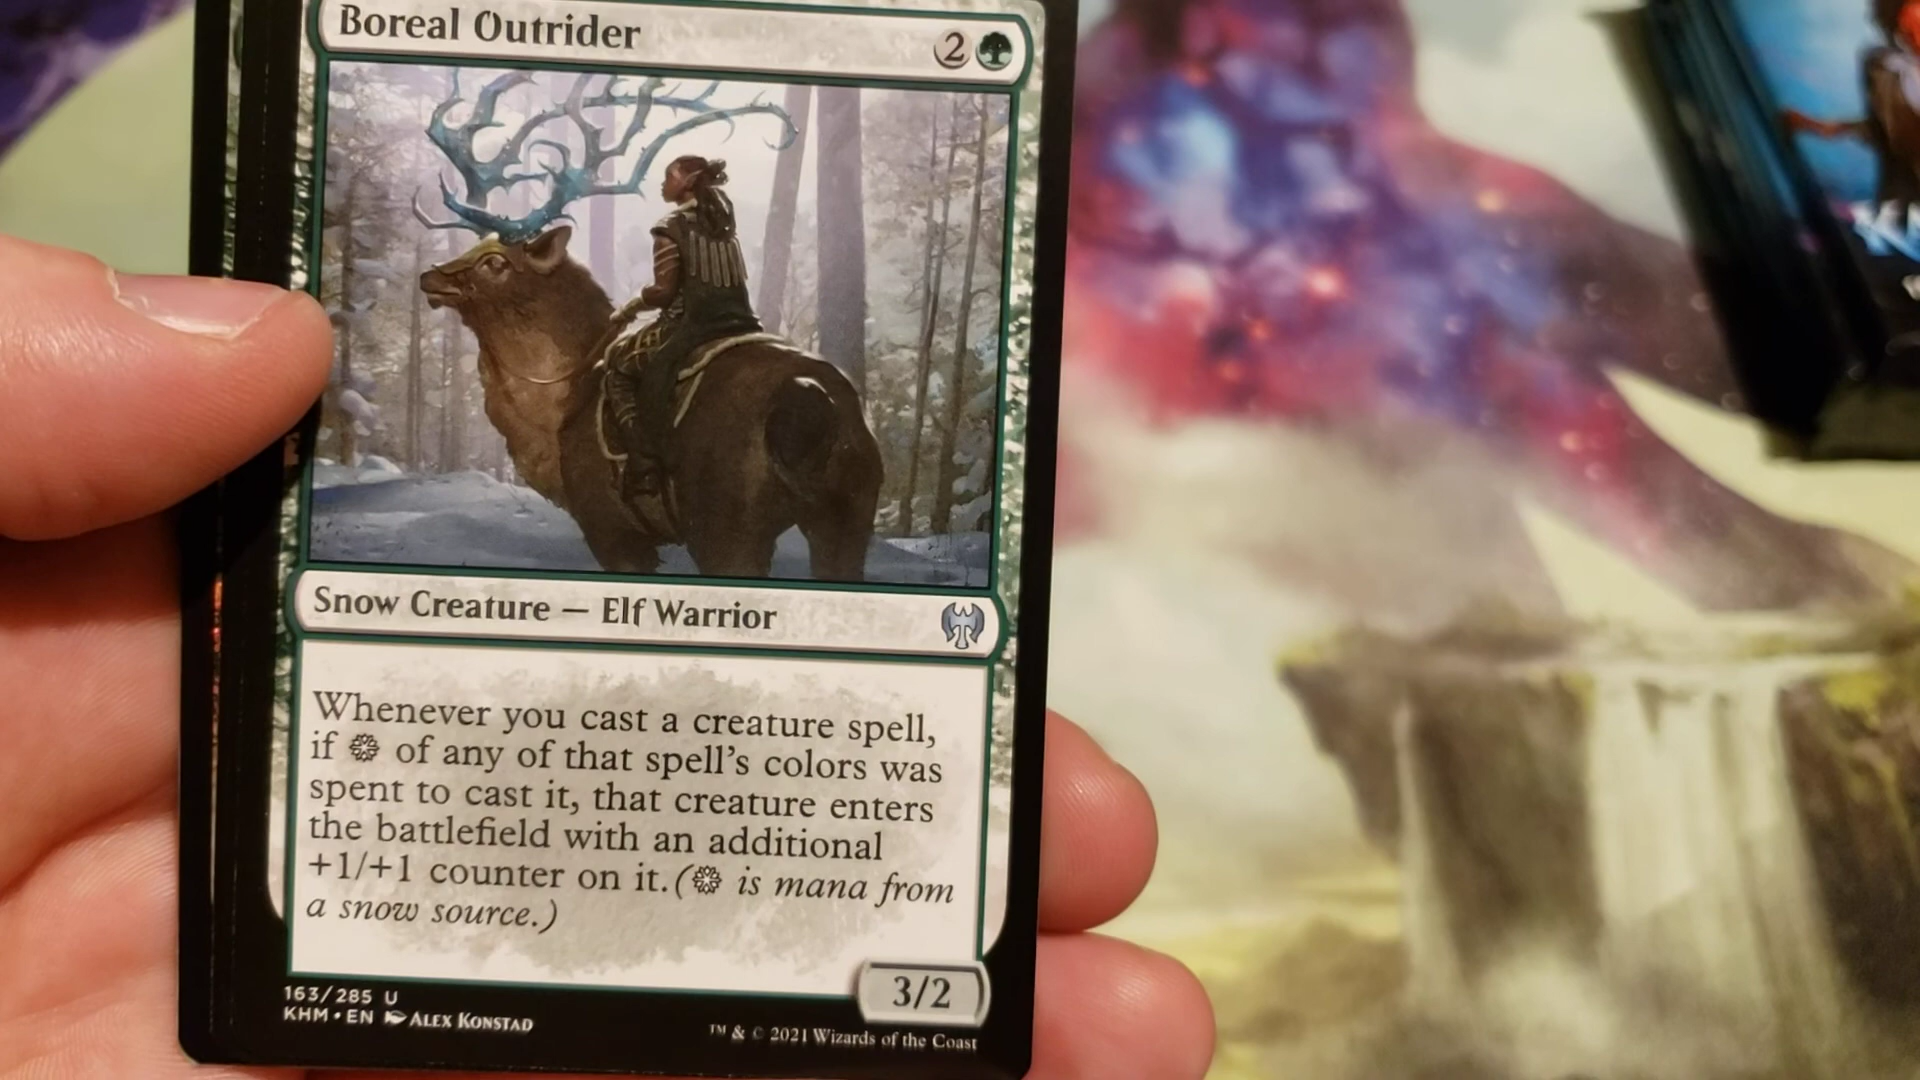 Boreal Outrider
2
Snow Creature — Elf Warrior
Whenever you cast a creature spell,
if of any of that spell's colors was
spent to cast it, that creature enters
the battlefield with an additional
+1/+1 counter on it. ( is mana from
a snow source.)
3/2
163/285 U
KHM • EN ALEX KONSTAD
™ & © 2021 Wizards of the Coast